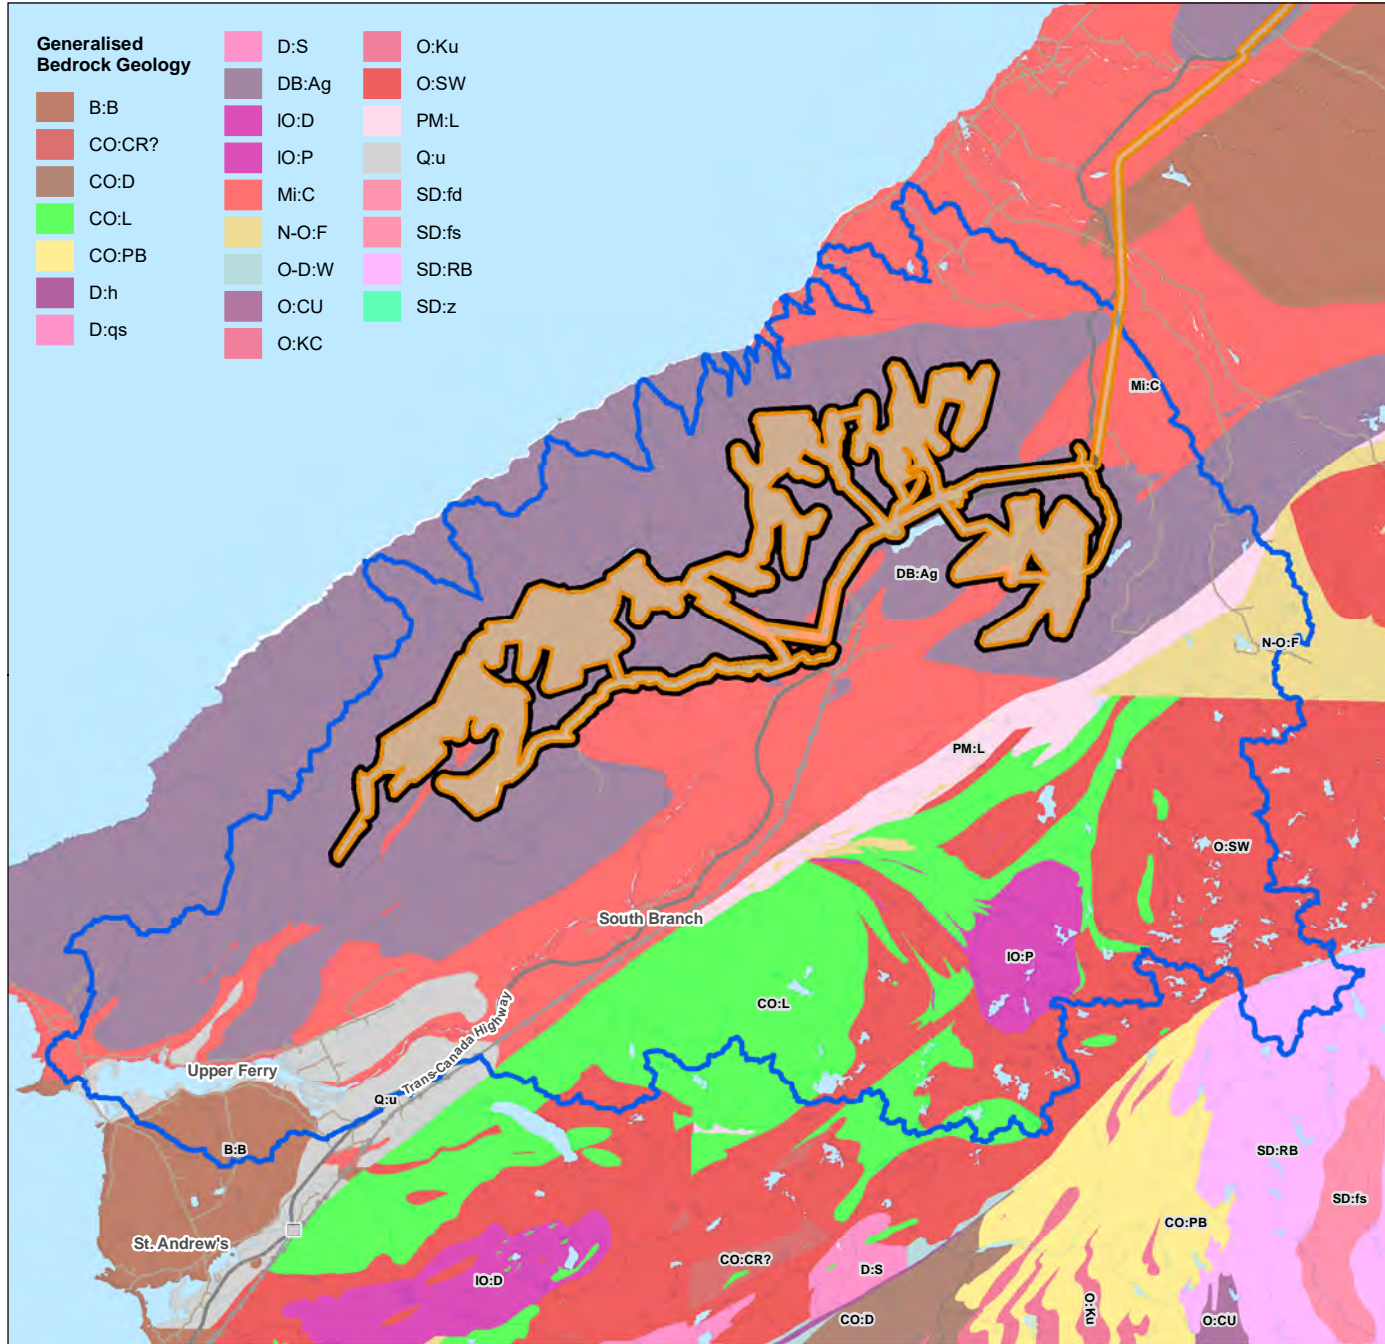 Generalised
Bedrock Geology
B:B
CO:CR?
CO:D
CO:L
CO:PB
D:h
D:qs
D:S
DB:Ag
IO:D
IO:P
Mi:C
N-O:F
O-D:W
O:CU
O:KC
O:Ku
O:SW
PM:L
Q:u
SD:fd
SD:fs
SD:RB
SD:z
Mi:C
DB:Ag
N-O:F
PM:L
O:SW
South Branch
IO:P
CO:L
Trans-Canada Highway
Upper Ferry
Q:u
B:B
SD:RB
SD:fs
CO:PB
St. Andrew's
CO:CR?
D:S
IO:D
O:Ku
CO:D
O:CU